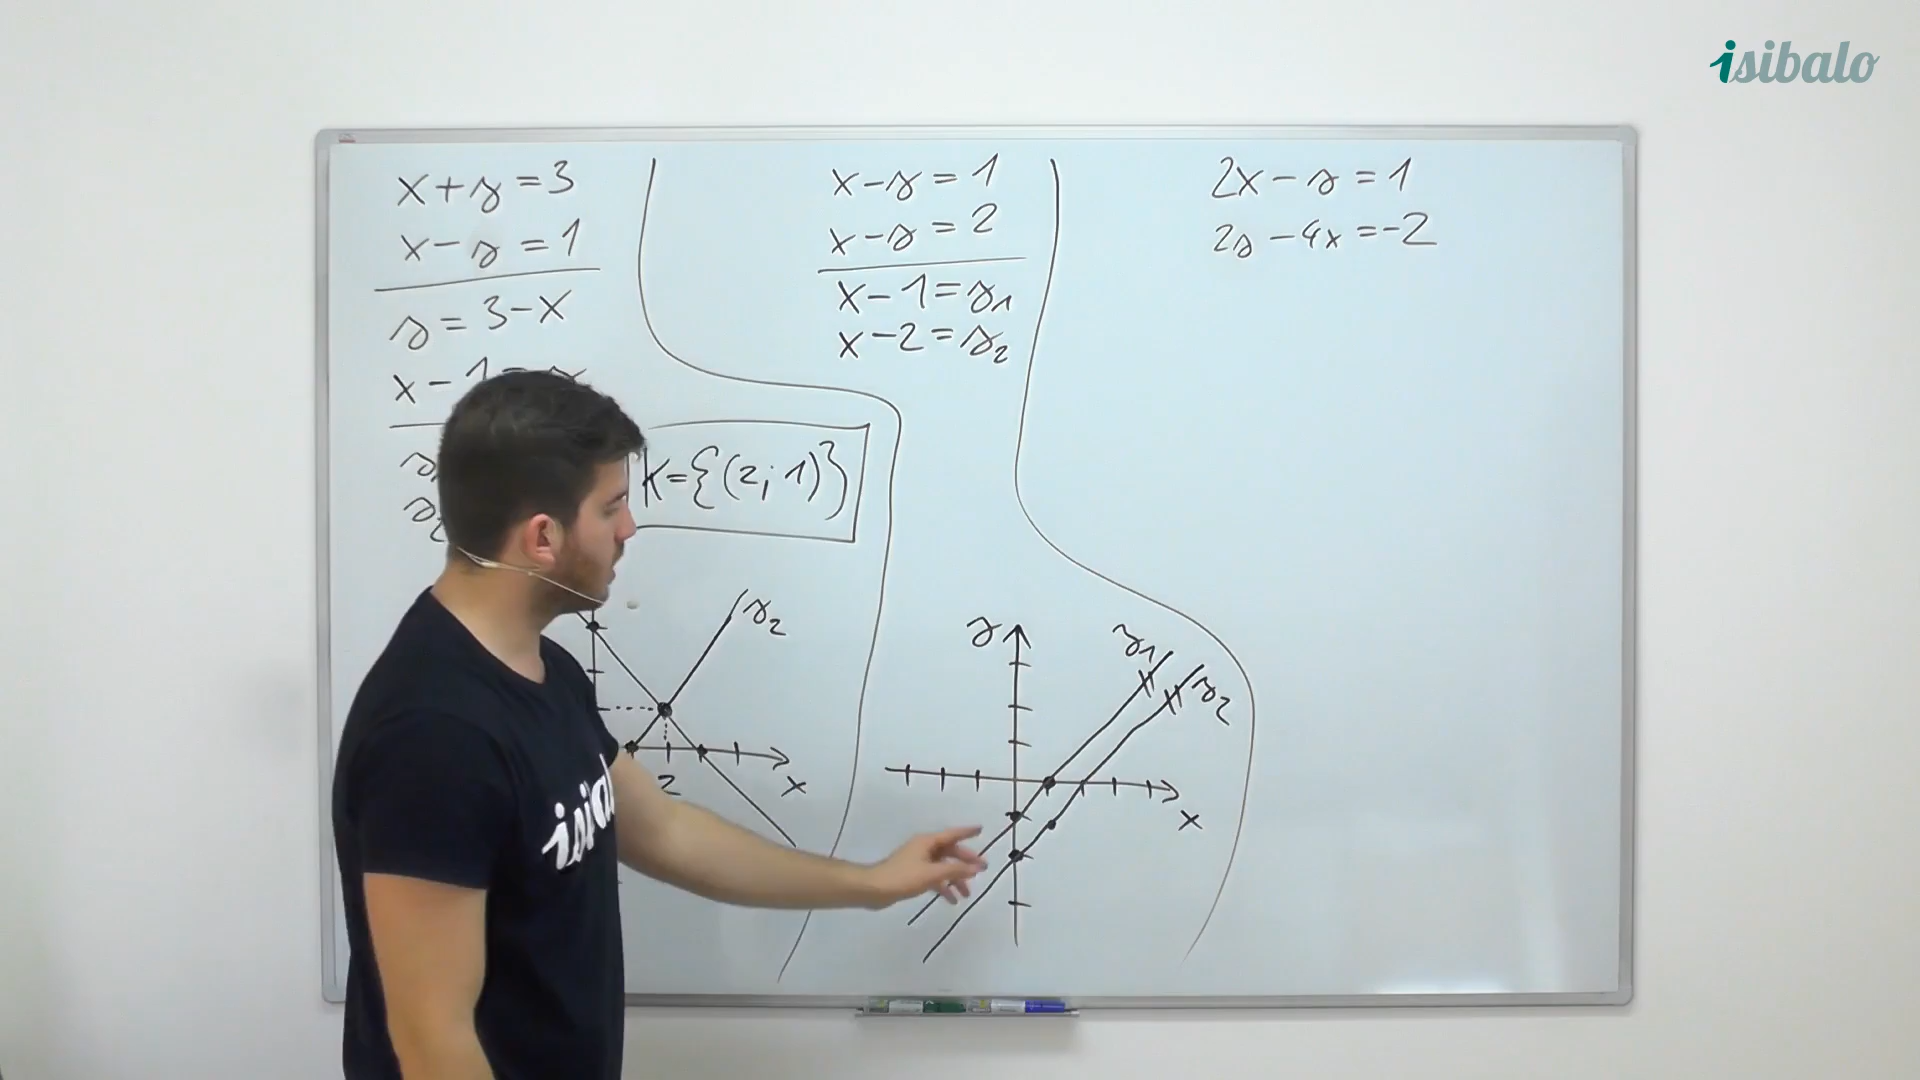 isibalo
x+y=3
x-y=1
y=3-x
x-1=y
K={(2;1)}
y2
2
x
x-y=1
x-y=2
x-1=y1
x-2=y2
y
y1
y2
x
2x-y=1
2y-4x=-2